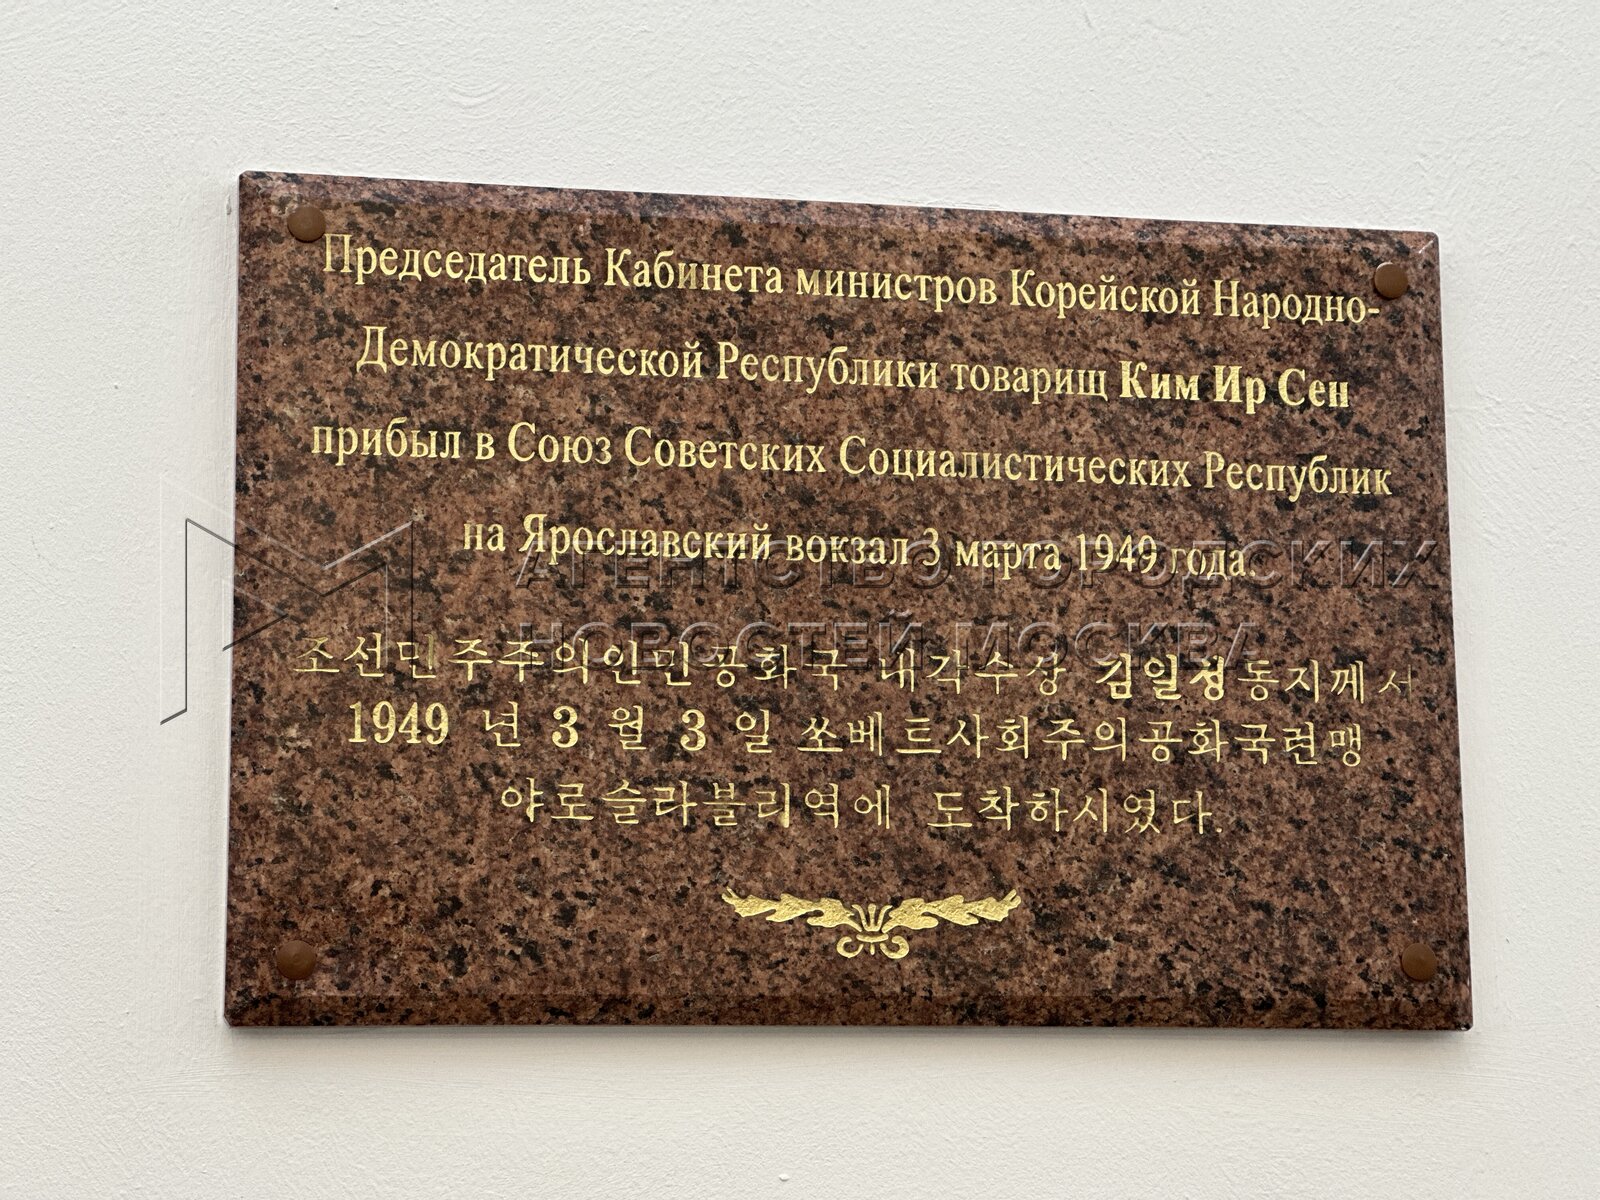 Председатель Кабинета министров Корейской Народно-
Демократической Республики товарищ Ким Ир Сен
прибыл в Союз Советских Социалистических Республик
на Ярославский вокзал 3 марта 1949 года.
АГЕНТСТВО ГОРОДСКИХ
НОВОСТЕЙ МОСКВА
조선민주주의인민공화국 내각수상 김일성동지께서
1949 년 3 월 3 일 쏘베트사회주의공화국련맹
야로슬라블리역에 도착하시였다.